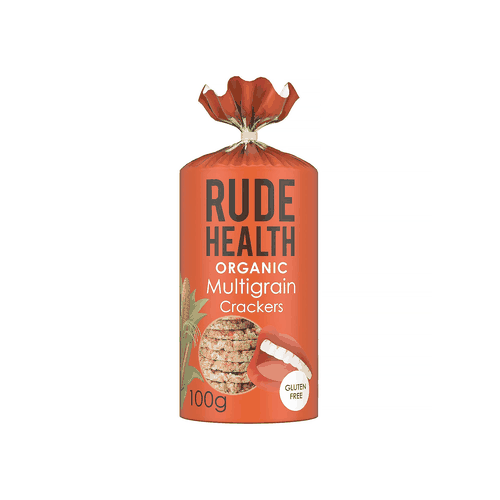 RUDE
HEALTH
ORGANIC
Multigrain
Crackers
100g
GLUTEN
FREE